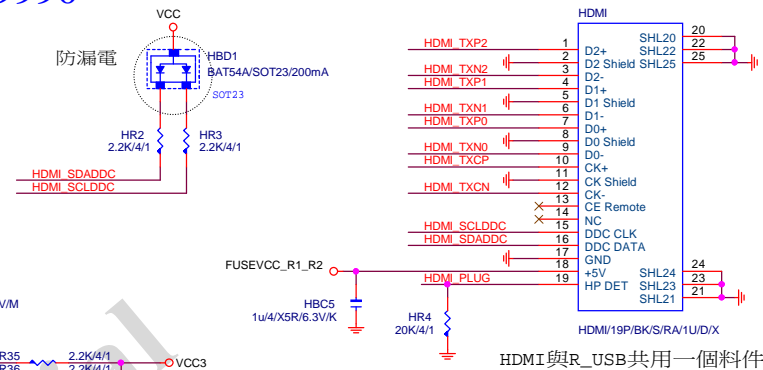 VCC
防漏電
HBD1
BAT54A/SOT23/200mA
SOT23
HR2
2.2K/4/1
HR3
2.2K/4/1
HDMI_SDADDC
HDMI_SCLDDC
HDMI
HDMI_TXP2 1 D2+ SHL20 20
2 D2 Shield SHL22 22
HDMI_TXN2 3 D2- SHL25 25
HDMI_TXP1 4 D1+
5 D1 Shield
HDMI_TXN1 6 D1-
HDMI_TXP0 7 D0+
8 D0 Shield
HDMI_TXN0 9 D0-
HDMI_TXCP 10 CK+
11 CK Shield
HDMI_TXCN 12 CK-
13 CE Remote
14 NC
HDMI_SCLDDC 15 DDC CLK
HDMI_SDADDC 16 DDC DATA
17 GND
FUSEVCC_R1_R2 18 +5V SHL24 24
HDMI_PLUG 19 HP DET SHL23 23
SHL21 21
HBC5
1u/4/X5R/6.3V/K
HR4
20K/4/1
HDMI/19P/BK/S/RA/1U/D/X
HDMI與R_USB共用一個料件
V/M
R35 2.2K/4/1 VCC3
R36 2.2K/4/1